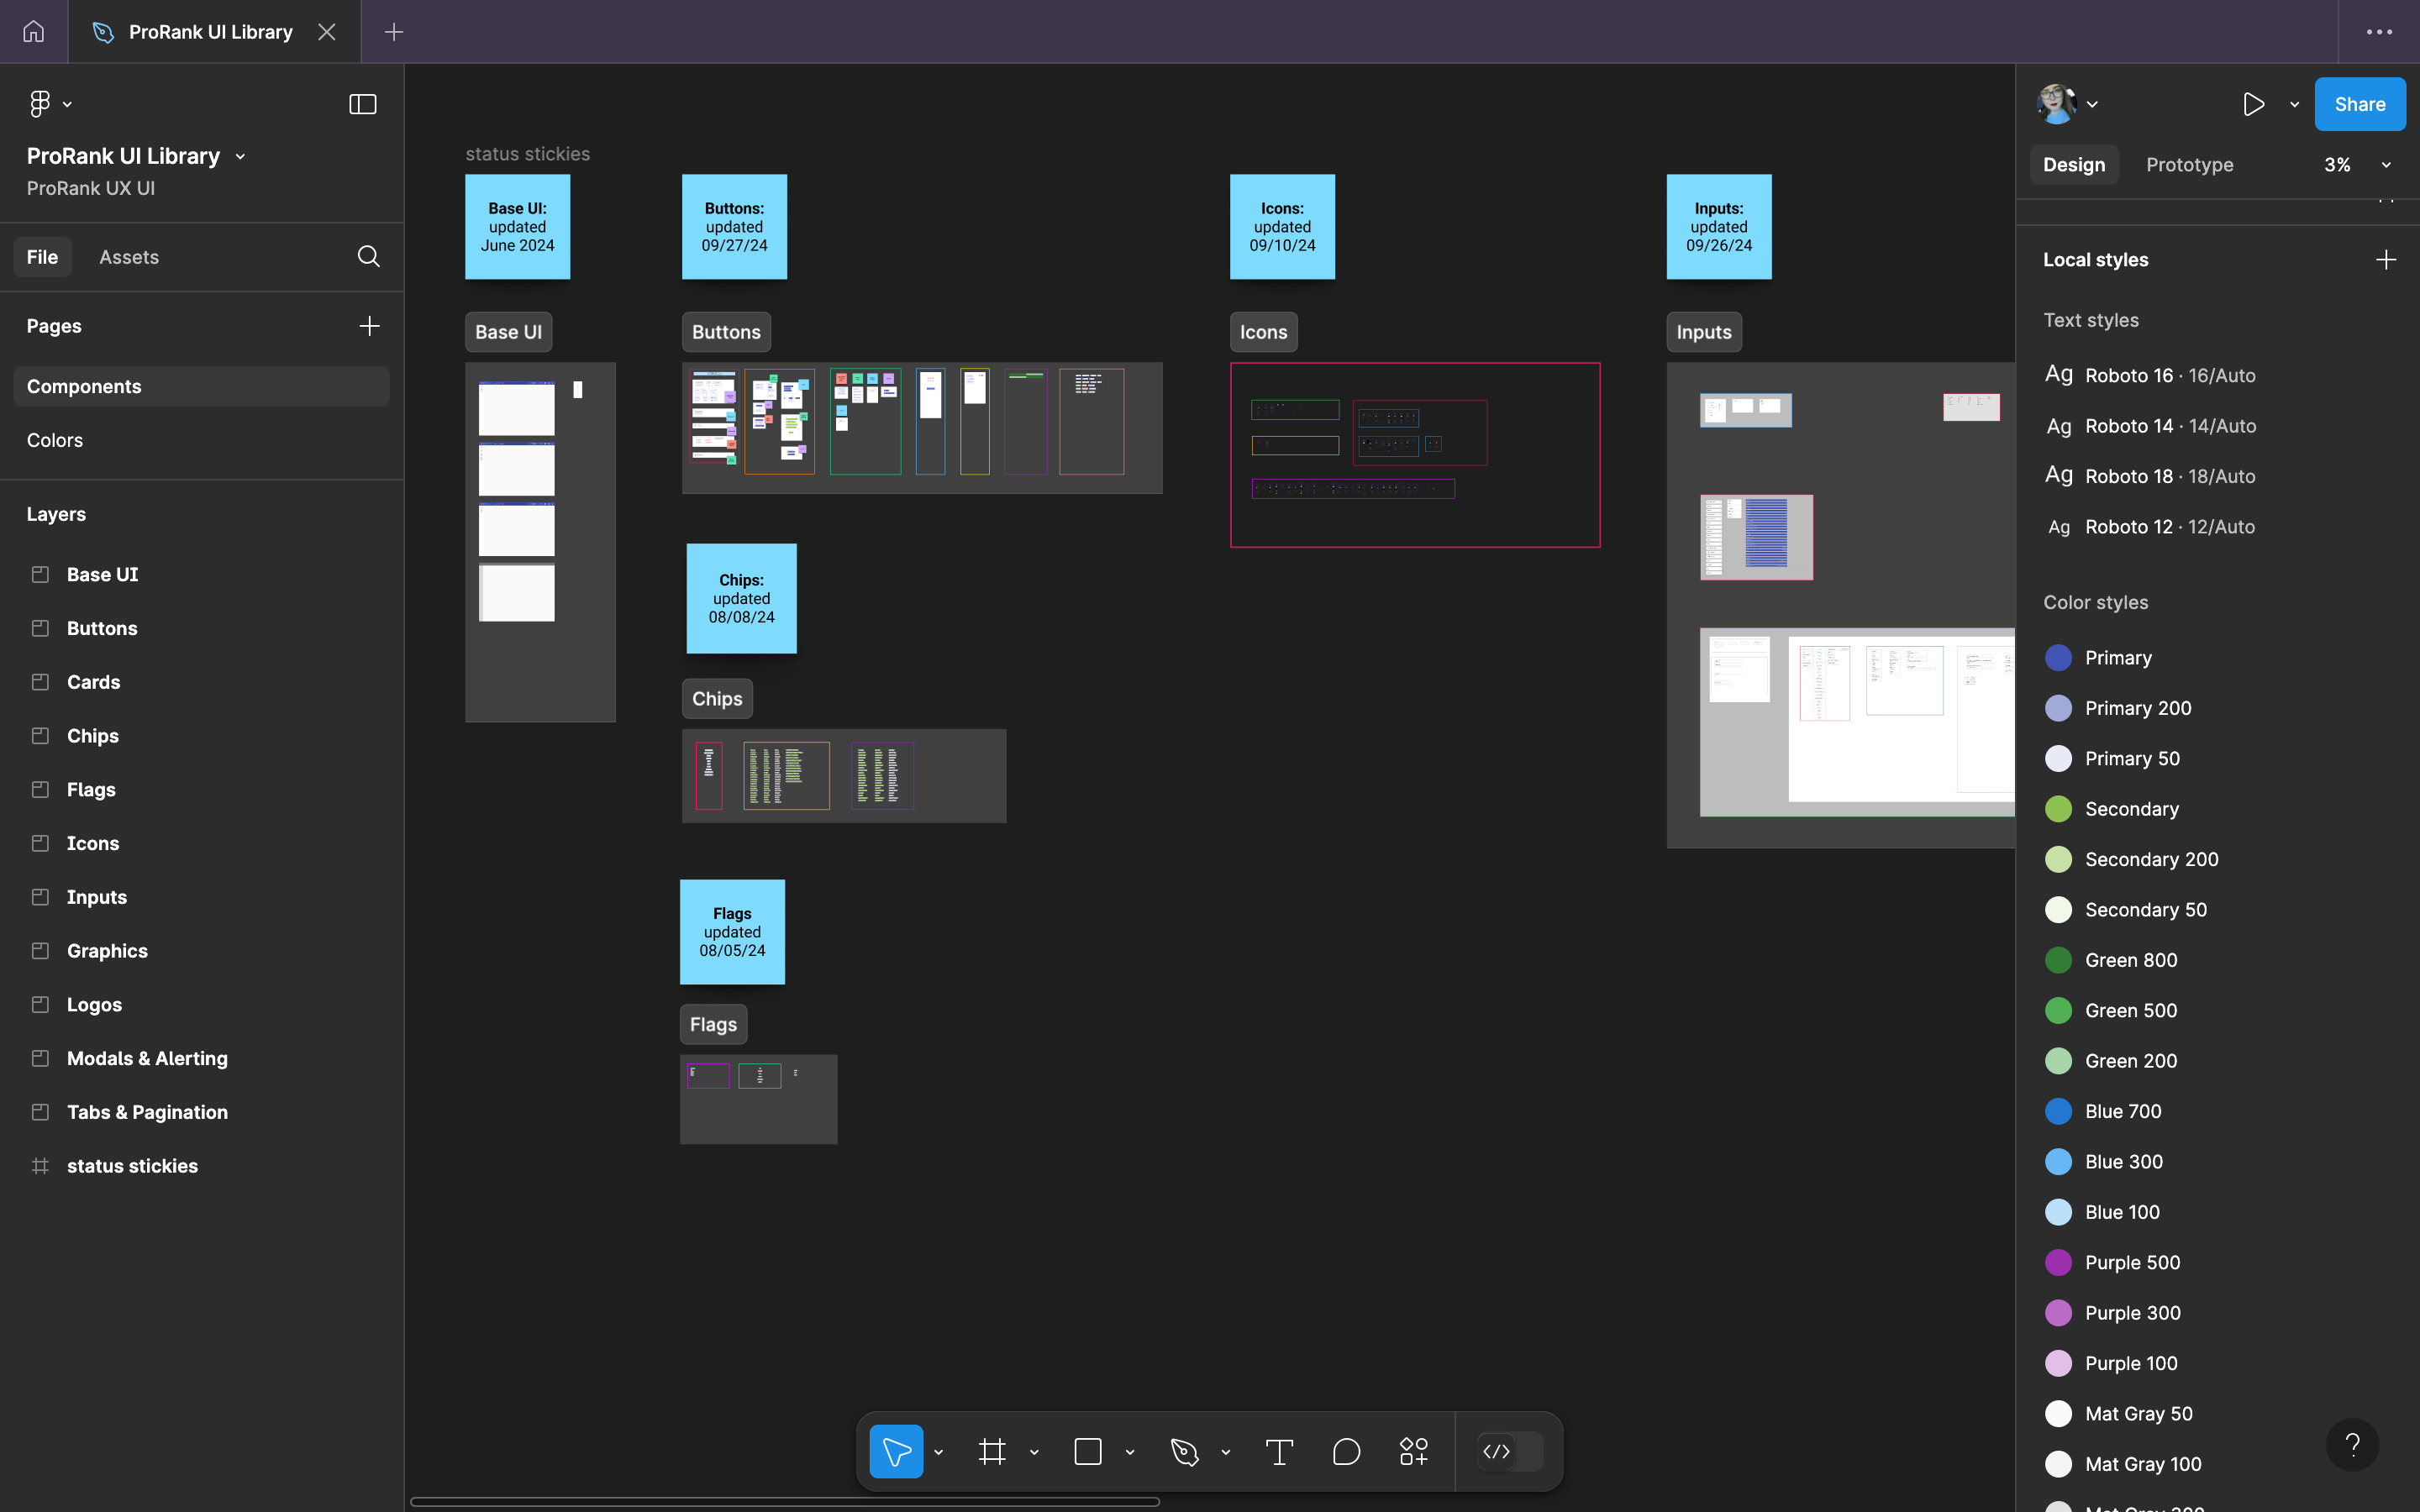 ProRank UI Library
ProRank UI Library
ProRank UX UI
File
Assets
Pages
Components
Colors
Layers
Base UI
Buttons
Cards
Chips
Flags
Icons
Inputs
Graphics
Logos
Modals & Alerting
Tabs & Pagination
status stickies
status stickies
Base UI:
updated
June 2024
Buttons:
updated
09/27/24
Icons:
updated
09/10/24
Inputs:
updated
09/26/24
Base UI
Buttons
Icons
Inputs
Chips:
updated
08/08/24
Chips
Flags
updated
08/05/24
Flags
Share
Design
Prototype
3%
Local styles
Text styles
Ag Roboto 16 · 16/Auto
Ag Roboto 14 · 14/Auto
Ag Roboto 18 · 18/Auto
Ag Roboto 12 · 12/Auto
Color styles
Primary
Primary 200
Primary 50
Secondary
Secondary 200
Secondary 50
Green 800
Green 500
Green 200
Blue 700
Blue 300
Blue 100
Purple 500
Purple 300
Purple 100
Mat Gray 50
Mat Gray 100
?